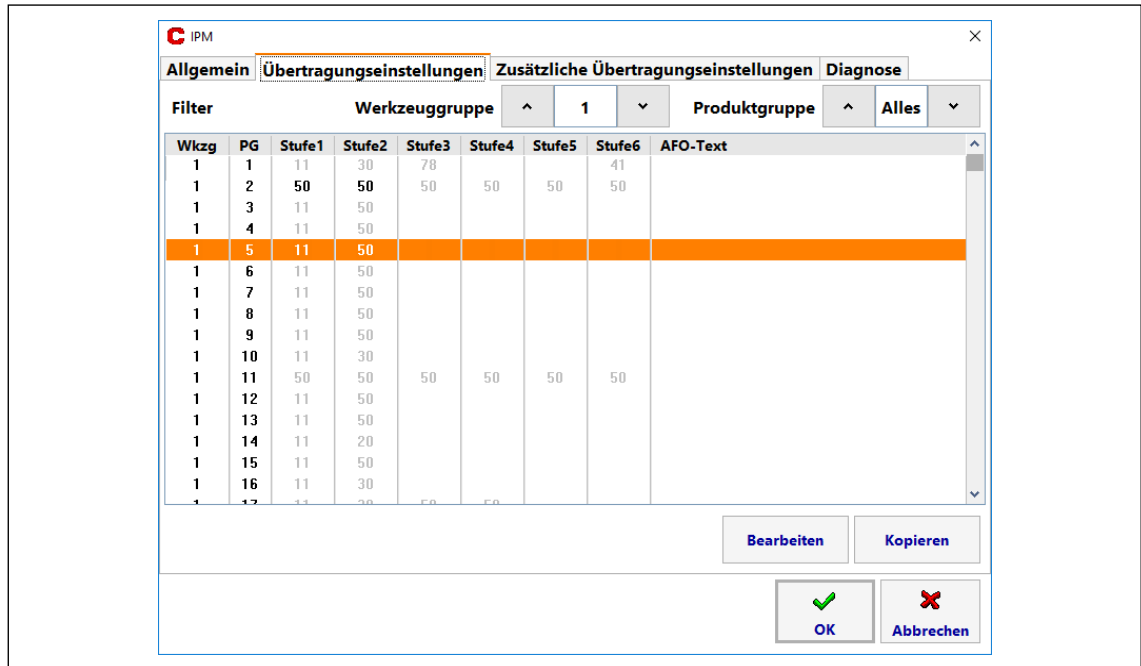 IPM
Allgemein Übertragungseinstellungen Zusätzliche Übertragungseinstellungen Diagnose
Filter Werkzeuggruppe 1 Produktgruppe Alles
Wkzg PG Stufe1 Stufe2 Stufe3 Stufe4 Stufe5 Stufe6 AFO-Text
1 1 11 30 78 41
1 2 50 50 50 50 50 50
1 3 11 50
1 4 11 50
1 5 11 50
1 6 11 50
1 7 11 50
1 8 11 50
1 9 11 50
1 10 11 30
1 11 50 50 50 50 50 50
1 12 11 50
1 13 11 50
1 14 11 20
1 15 11 50
1 16 11 30
1 17 11
Bearbeiten Kopieren
OK Abbrechen